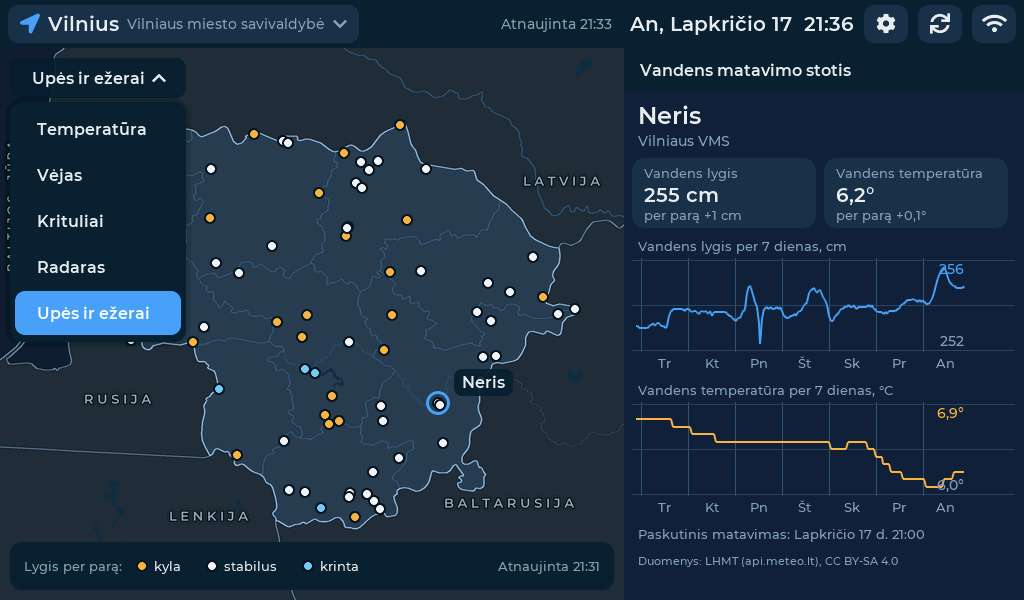 Vilnius Vilniaus miesto savivaldybė
Atnaujinta 21:33
An, Lapkričio 17 21:36
Upės ir ežerai
Temperatūra
Vėjas
Krituliai
Radaras
Upės ir ežerai
LATVIJA
RUSIJA
LENKIJA
BALTARUSIJA
Neris
Lygis per parą: kyla stabilus krinta
Atnaujinta 21:31
Vandens matavimo stotis
Neris
Vilniaus VMS
Vandens lygis
255 cm
per parą +1 cm
Vandens temperatūra
6,2°
per parą +0,1°
Vandens lygis per 7 dienas, cm
256
252
Tr Kt Pn Št Sk Pr An
Vandens temperatūra per 7 dienas, °C
6,9°
6,0°
Tr Kt Pn Št Sk Pr An
Paskutinis matavimas: Lapkričio 17 d. 21:00
Duomenys: LHMT (api.meteo.lt), CC BY-SA 4.0